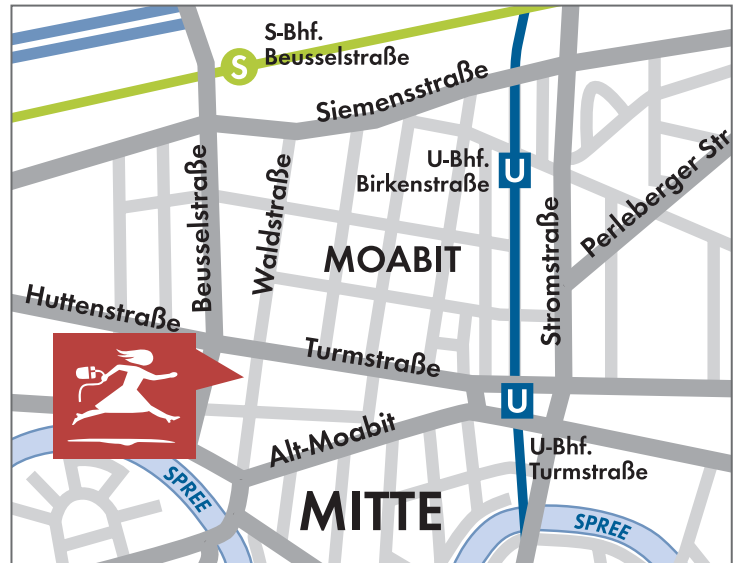 S-Bhf.
Beusselstraße
S
Siemensstraße
U-Bhf.
Birkenstraße
U
Perleberger Str
Beusselstraße
Waldstraße
MOABIT
Stromstraße
Huttenstraße
Turmstraße
U
Alt-Moabit
U-Bhf.
Turmstraße
SPREE
MITTE
SPREE